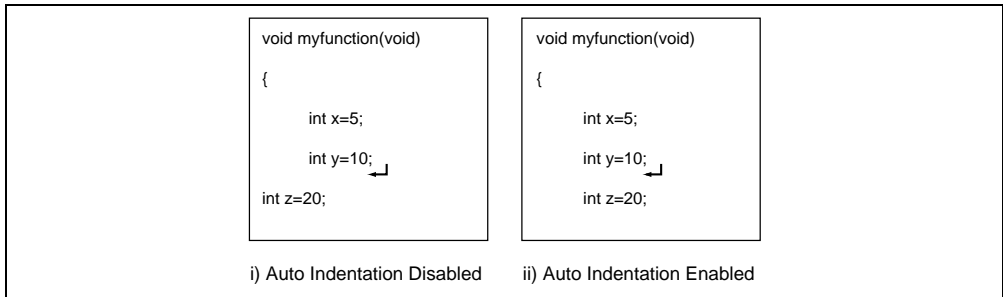 void myfunction(void)
{
int x=5;
int y=10;
int z=20;
i) Auto Indentation Disabled
void myfunction(void)
{
int x=5;
int y=10;
int z=20;
ii) Auto Indentation Enabled